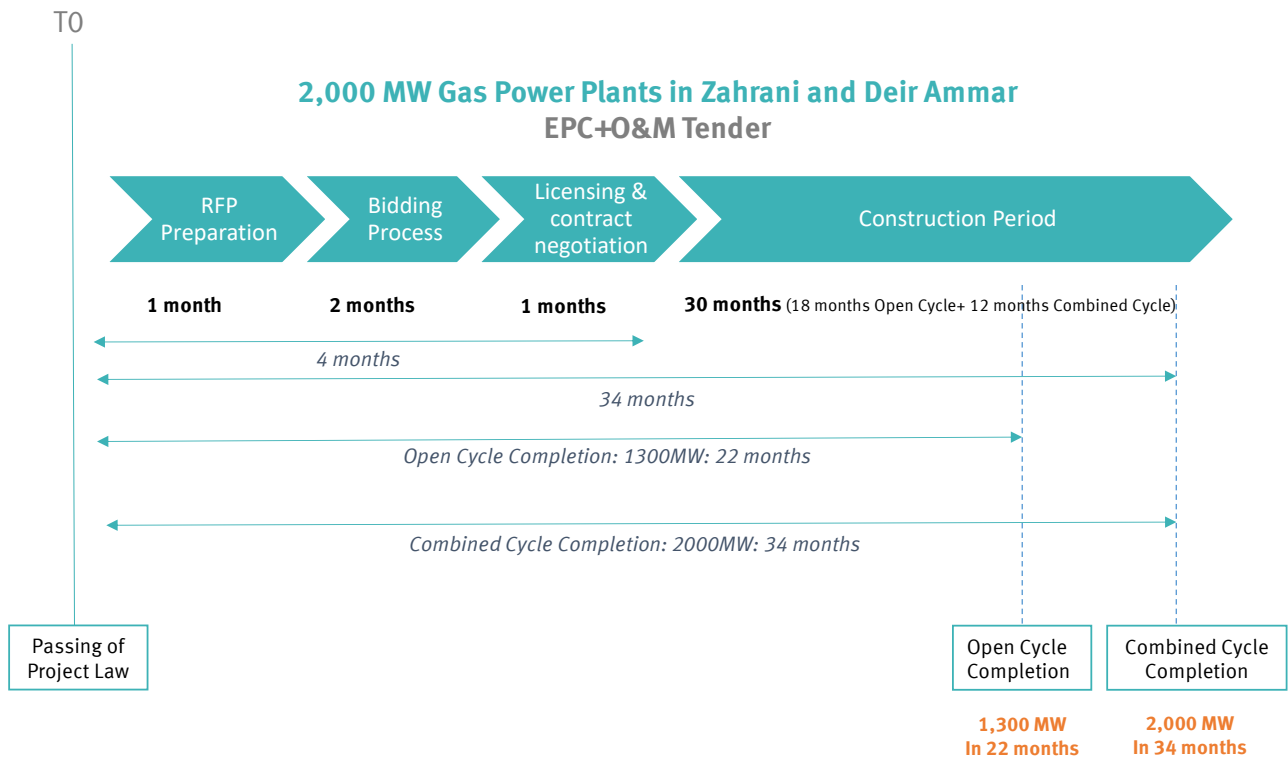 T0
2,000 MW Gas Power Plants in Zahrani and Deir Ammar
EPC+O&M Tender
RFP
Preparation
Bidding
Process
Licensing &
contract
negotiation
Construction Period
1 month
2 months
1 months
30 months (18 months Open Cycle+ 12 months Combined Cycle)
4 months
34 months
Open Cycle Completion: 1300MW: 22 months
Combined Cycle Completion: 2000MW: 34 months
Passing of
Project Law
Open Cycle
Completion
Combined Cycle
Completion
1,300 MW
In 22 months
2,000 MW
In 34 months